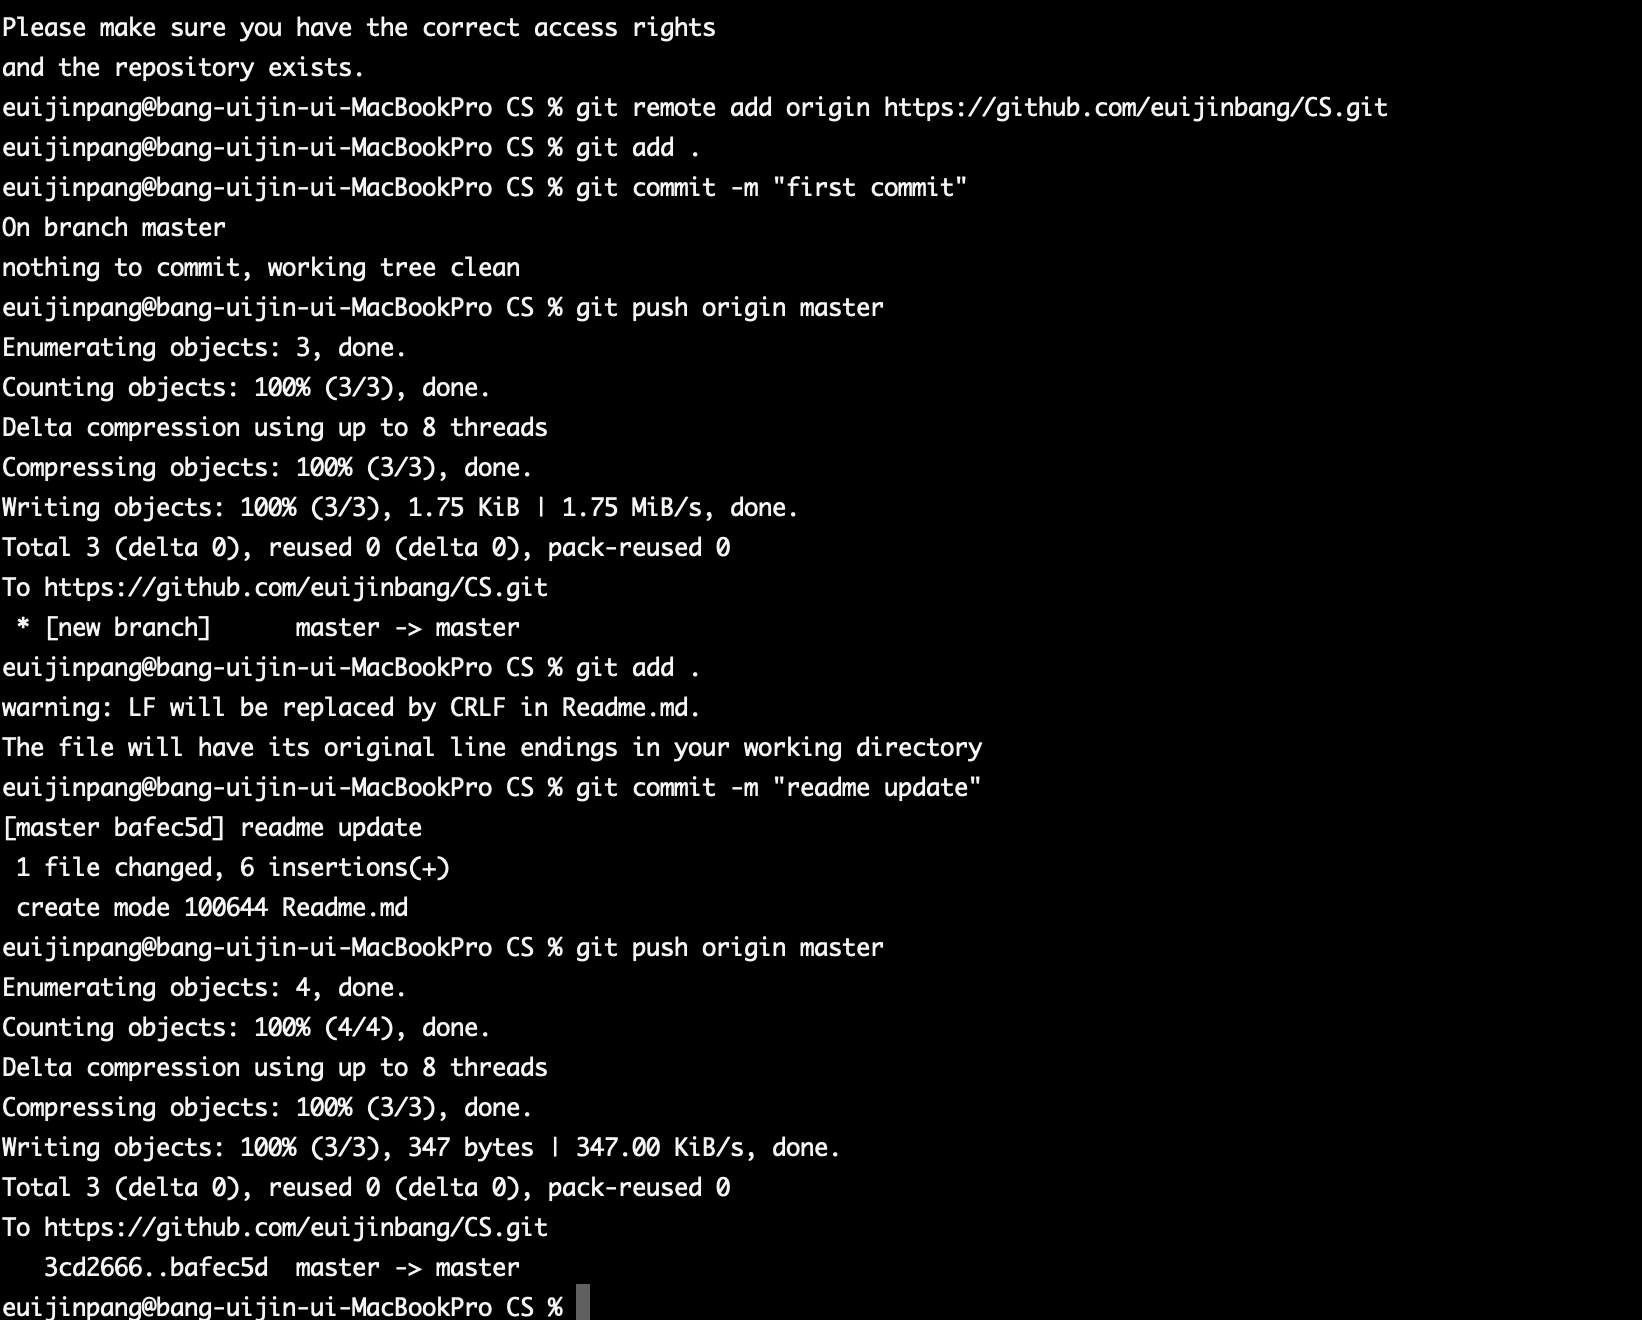 Please make sure you have the correct access rights
and the repository exists.
euijinpang@bang-uijin-ui-MacBookPro CS % git remote add origin https://github.com/euijinbang/CS.git
euijinpang@bang-uijin-ui-MacBookPro CS % git add .
euijinpang@bang-uijin-ui-MacBookPro CS % git commit -m "first commit"
On branch master
nothing to commit, working tree clean
euijinpang@bang-uijin-ui-MacBookPro CS % git push origin master
Enumerating objects: 3, done.
Counting objects: 100% (3/3), done.
Delta compression using up to 8 threads
Compressing objects: 100% (3/3), done.
Writing objects: 100% (3/3), 1.75 KiB | 1.75 MiB/s, done.
Total 3 (delta 0), reused 0 (delta 0), pack-reused 0
To https://github.com/euijinbang/CS.git
 * [new branch]      master -> master
euijinpang@bang-uijin-ui-MacBookPro CS % git add .
warning: LF will be replaced by CRLF in Readme.md.
The file will have its original line endings in your working directory
euijinpang@bang-uijin-ui-MacBookPro CS % git commit -m "readme update"
[master bafec5d] readme update
 1 file changed, 6 insertions(+)
 create mode 100644 Readme.md
euijinpang@bang-uijin-ui-MacBookPro CS % git push origin master
Enumerating objects: 4, done.
Counting objects: 100% (4/4), done.
Delta compression using up to 8 threads
Compressing objects: 100% (3/3), done.
Writing objects: 100% (3/3), 347 bytes | 347.00 KiB/s, done.
Total 3 (delta 0), reused 0 (delta 0), pack-reused 0
To https://github.com/euijinbang/CS.git
   3cd2666..bafec5d  master -> master
euijinpang@bang-uijin-ui-MacBookPro CS %